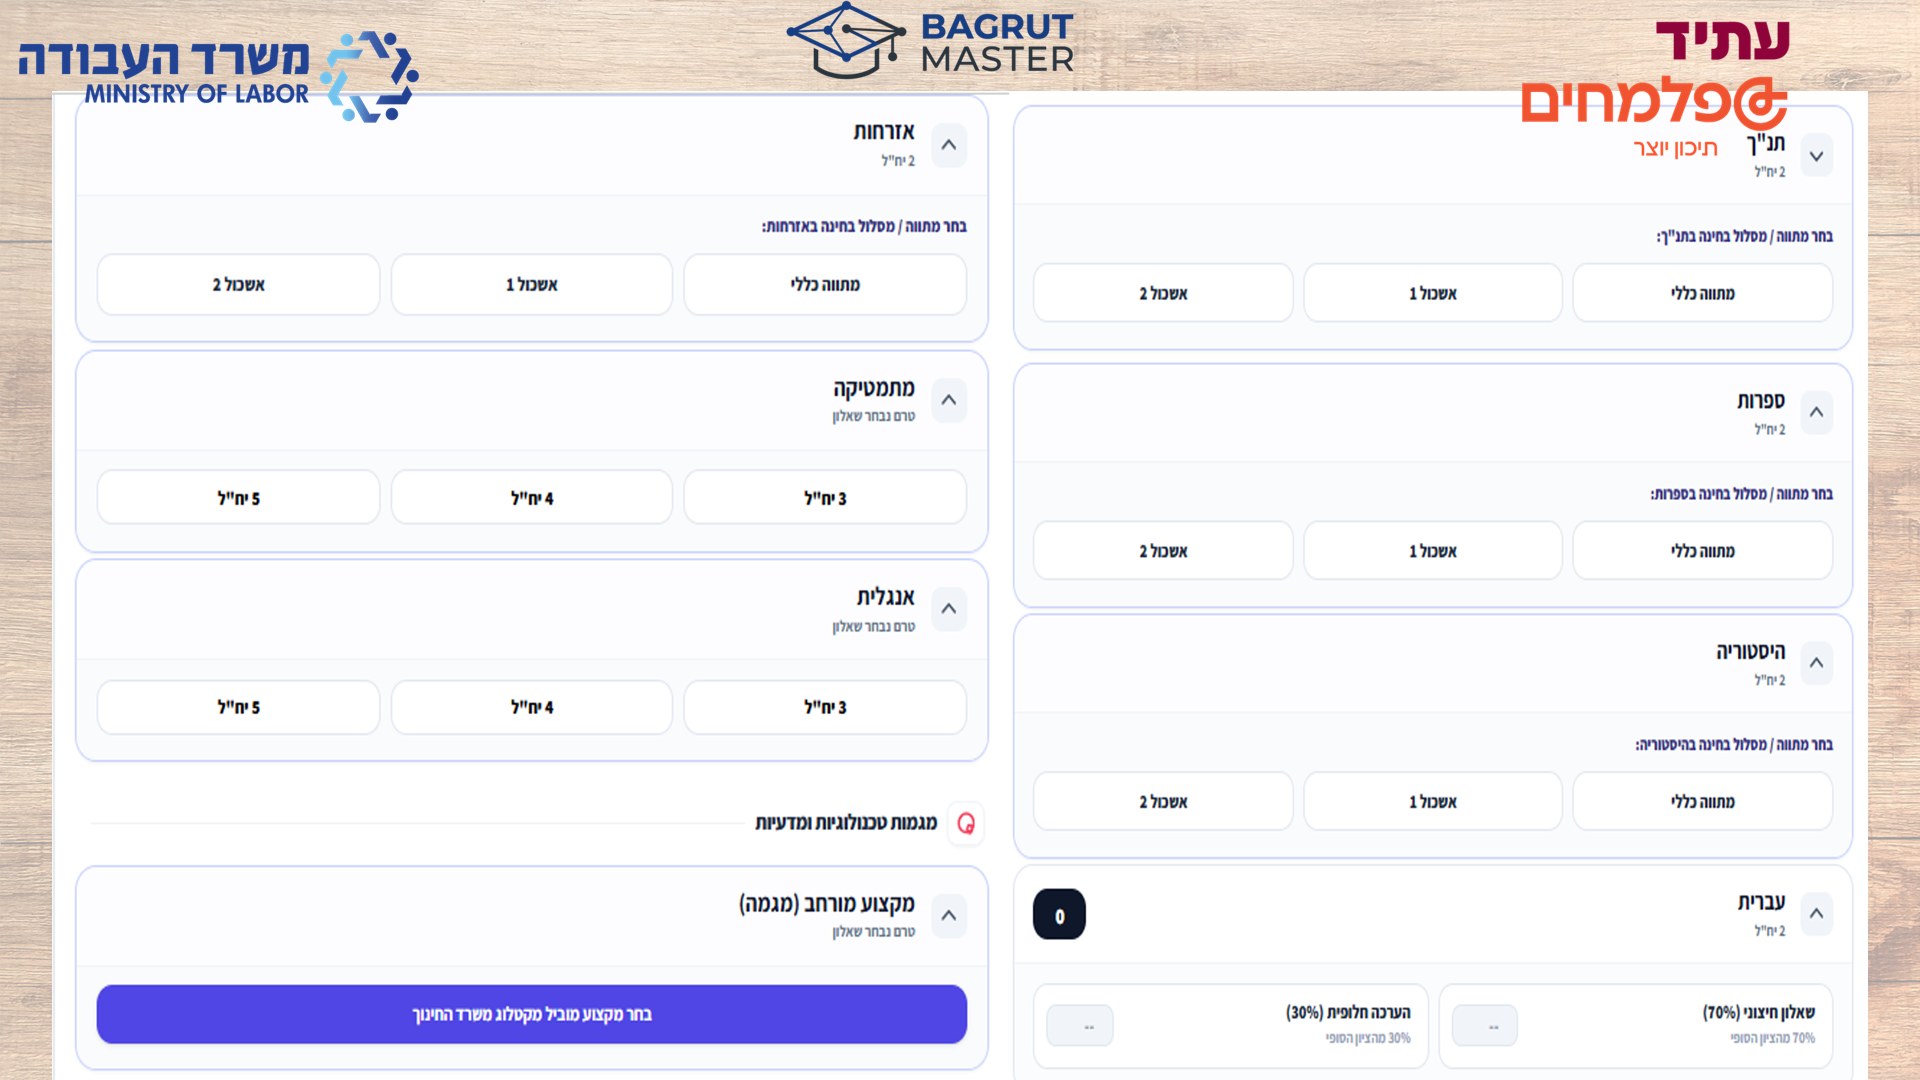 משרד העבודה
MINISTRY OF LABOR
BAGRUT
MASTER
עתיד
פלמחים
תיכון יוצר
תנ"ך
2 יח"ל
בחר מתווה / מסלול בחינה בתנ"ך:
מתווה כללי
אשכול 1
אשכול 2
ספרות
2 יח"ל
בחר מתווה / מסלול בחינה בספרות:
מתווה כללי
אשכול 1
אשכול 2
היסטוריה
2 יח"ל
בחר מתווה / מסלול בחינה בהיסטוריה:
מתווה כללי
אשכול 1
אשכול 2
עברית
2 יח"ל
0
שאלון חיצוני (70%)
70% מהציון הסופי
--
הערכה חלופית (30%)
30% מהציון הסופי
--
אזרחות
2 יח"ל
בחר מתווה / מסלול בחינה באזרחות:
מתווה כללי
אשכול 1
אשכול 2
מתמטיקה
טרם נבחר שאלון
3 יח"ל
4 יח"ל
5 יח"ל
אנגלית
טרם נבחר שאלון
3 יח"ל
4 יח"ל
5 יח"ל
מגמות טכנולוגיות ומדעיות
מקצוע מורחב (מגמה)
טרם נבחר שאלון
בחר מקצוע מוביל מקטלוג משרד החינוך